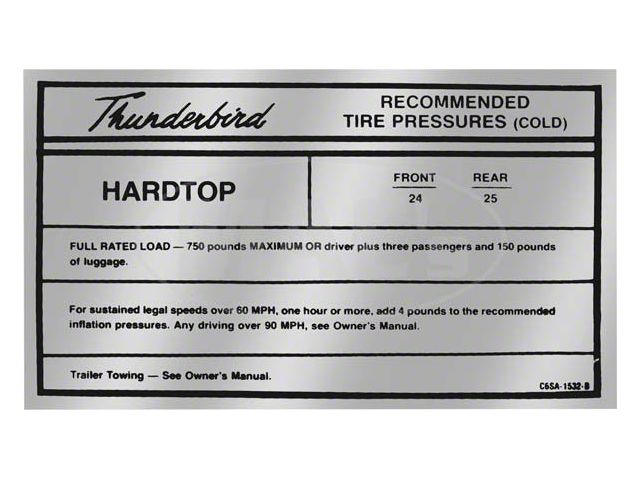 Thunderbird
RECOMMENDED
TIRE PRESSURES (COLD)
HARDTOP
FRONT REAR
24 25
FULL RATED LOAD — 750 pounds MAXIMUM OR driver plus three passengers and 150 pounds
of luggage.
For sustained legal speeds over 60 MPH, one hour or more, add 4 pounds to the recommended
inflation pressures. Any driving over 90 MPH, see Owner's Manual.
Trailer Towing — See Owner's Manual.
C6SA-1532-B